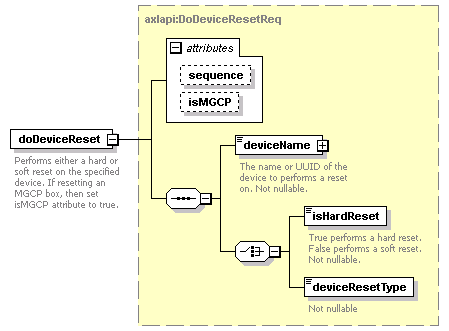 axlapi:DoDeviceResetReq
attributes
sequence
isMGCP
doDeviceReset
Performs either a hard or
soft reset on the specified
device. If resetting an
MGCP box, then set
isMGCP attribute to true.
deviceName
The name or UUID of the
device to performs a reset
on. Not nullable.
isHardReset
True performs a hard reset.
False performs a soft reset.
Not nullable.
deviceResetType
Not nullable